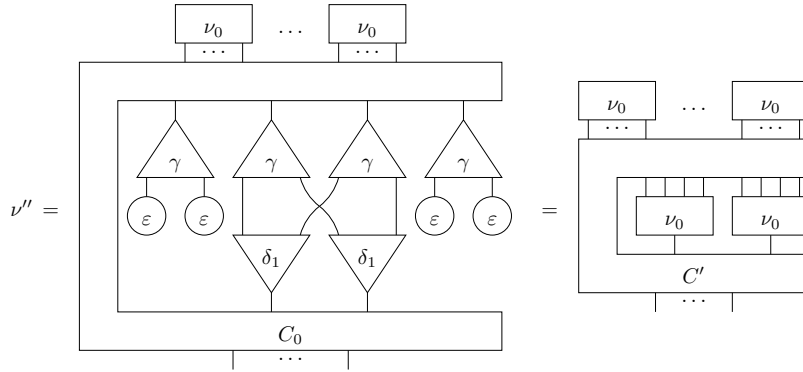 ν₀ ... ν₀
... ...
ν₀ ... ν₀
... ...
γ γ γ γ
ν'' = ε ε ε ε =
ν₀ ν₀
δ₁ δ₁
C'
C₀
...
...